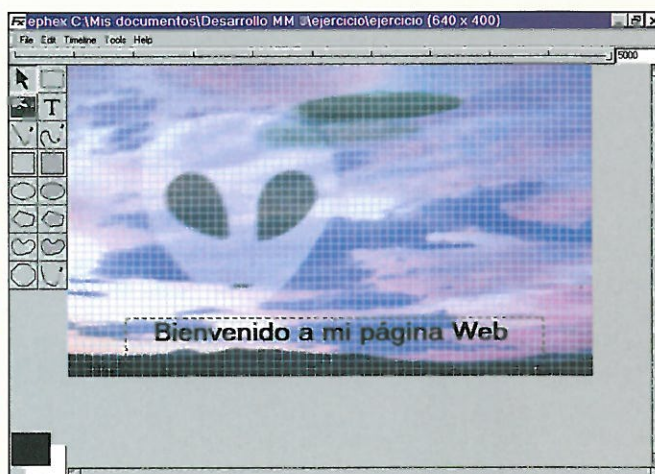 ephex C:\Mis documentos\Desarrollo MM \ejercicio\ejercicio (640 x 400)
File Edit Timeline Tools Help
5000
T
Bienvenido a mi página Web